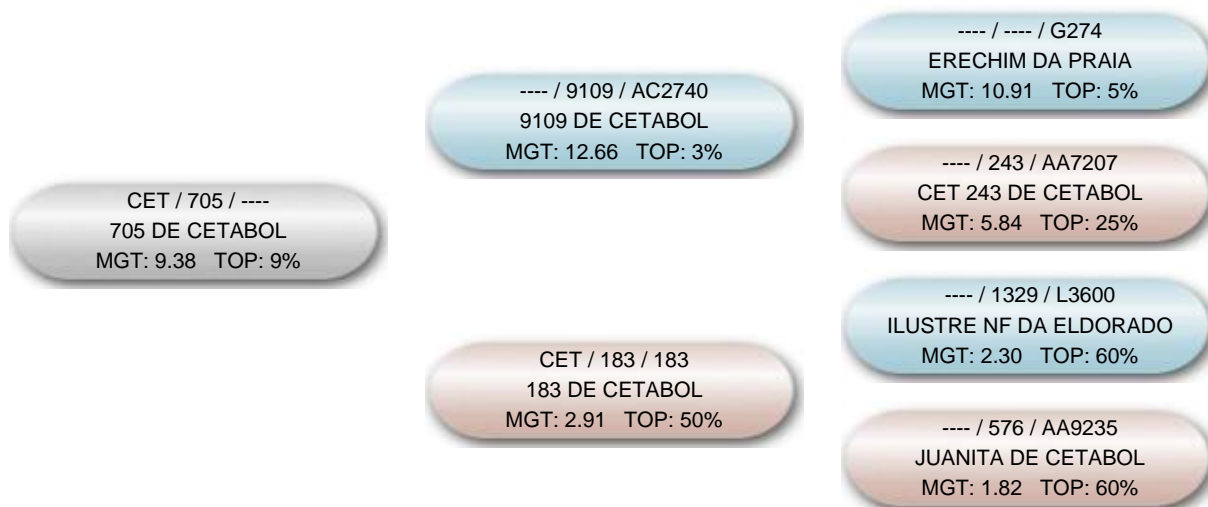 ---- / ---- / G274
ERECHIM DA PRAIA
MGT: 10.91 TOP: 5%
---- / 9109 / AC2740
9109 DE CETABOL
MGT: 12.66 TOP: 3%
---- / 243 / AA7207
CET 243 DE CETABOL
MGT: 5.84 TOP: 25%
CET / 705 / ----
705 DE CETABOL
MGT: 9.38 TOP: 9%
---- / 1329 / L3600
ILUSTRE NF DA ELDORADO
MGT: 2.30 TOP: 60%
CET / 183 / 183
183 DE CETABOL
MGT: 2.91 TOP: 50%
---- / 576 / AA9235
JUANITA DE CETABOL
MGT: 1.82 TOP: 60%